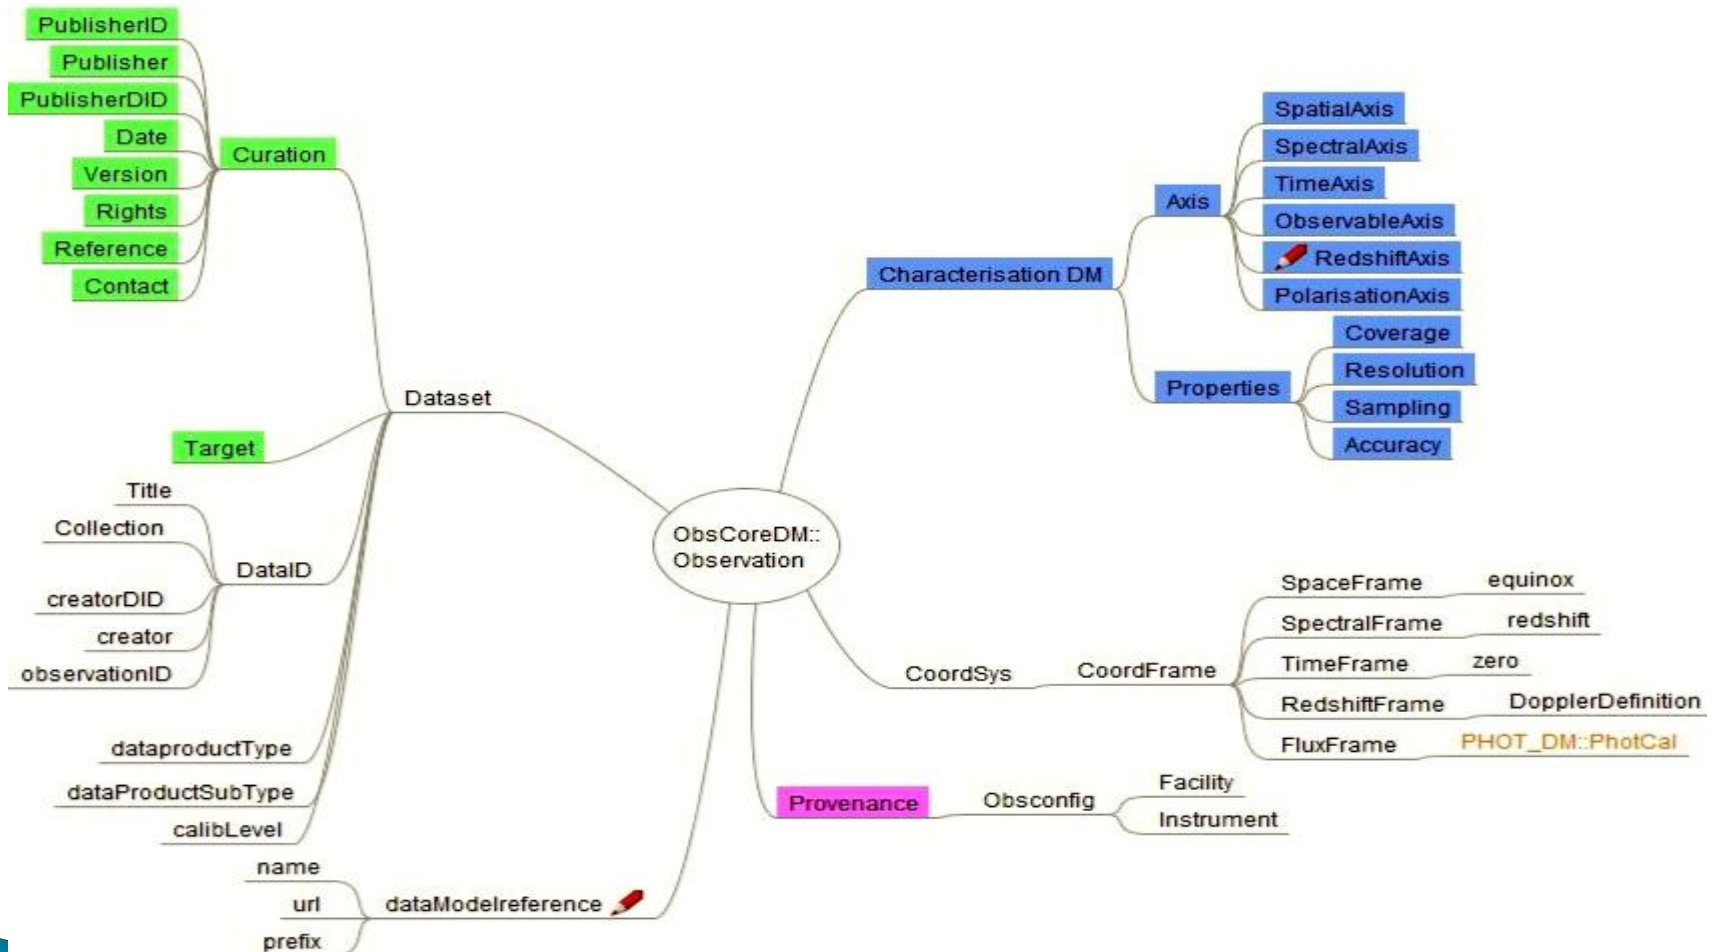 PublisherID
Publisher
PublisherDID
Date
Version
Rights
Reference
Contact
Curation
Dataset
Target
Title
Collection
creatorDID
creator
observationID
DataID
dataproductType
dataProductSubType
calibLevel
name
url
prefix
dataModelreference
ObsCoreDM::
Observation
Characterisation DM
Axis
SpatialAxis
SpectralAxis
TimeAxis
ObservableAxis
RedshiftAxis
PolarisationAxis
Properties
Coverage
Resolution
Sampling
Accuracy
CoordSys
CoordFrame
SpaceFrame
equinox
SpectralFrame
redshift
TimeFrame
zero
RedshiftFrame
DopplerDefinition
FluxFrame
PHOT_DM::PhotCal
Provenance
Obsconfig
Facility
Instrument